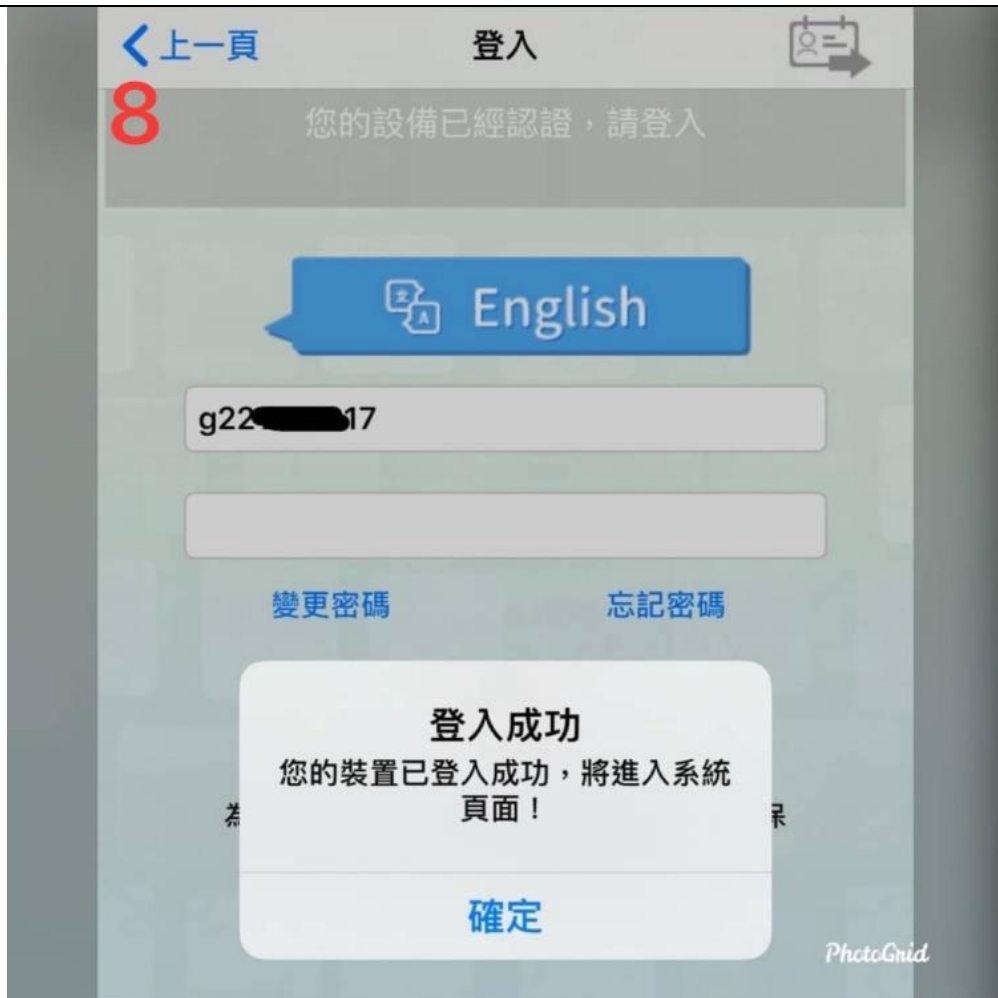 上一頁
登入
8
您的設備已經認證，請登入
English
g22 17
變更密碼
忘記密碼
登入成功
您的裝置已登入成功，將進入系統
頁面！
為
確定
PhotoGrid